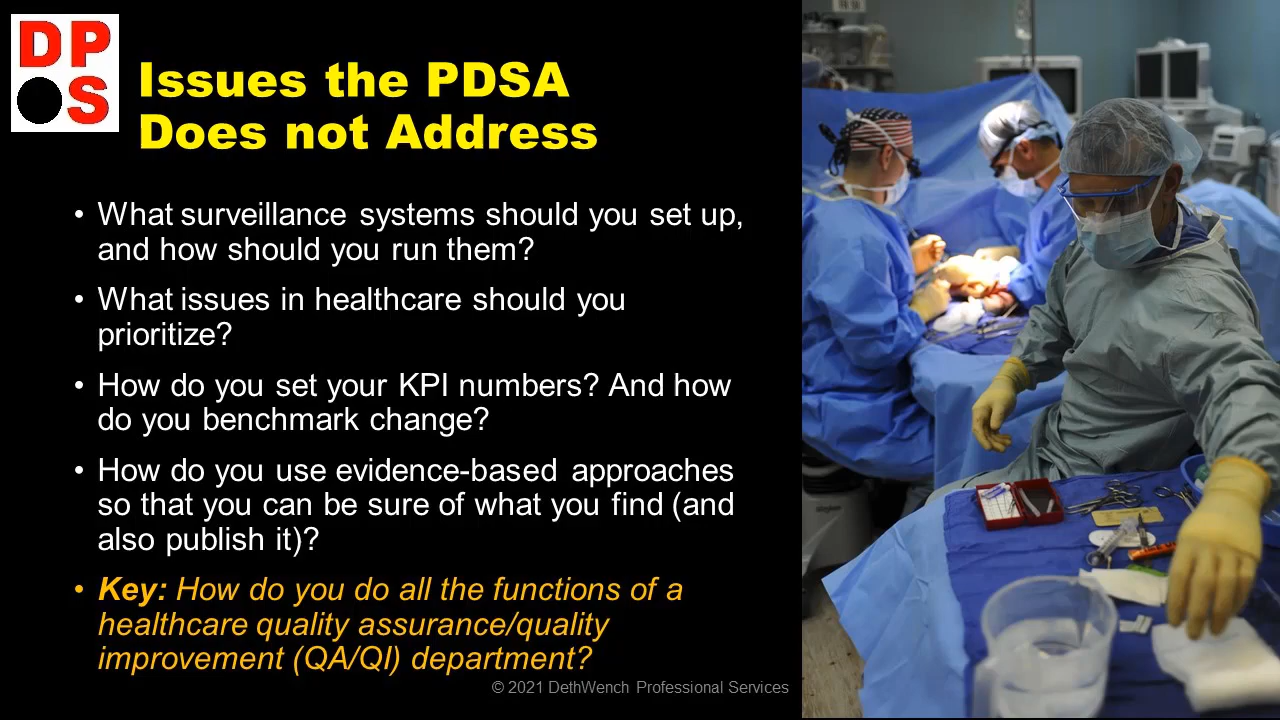 DP
S
Issues the PDSA
Does not Address
• What surveillance systems should you set up,
and how should you run them?
• What issues in healthcare should you
prioritize?
• How do you set your KPI numbers? And how
do you benchmark change?
• How do you use evidence-based approaches
so that you can be sure of what you find (and
also publish it)?
• Key: How do you do all the functions of a
healthcare quality assurance/quality
improvement (QA/QI) department?
© 2021 DethWench Professional Services